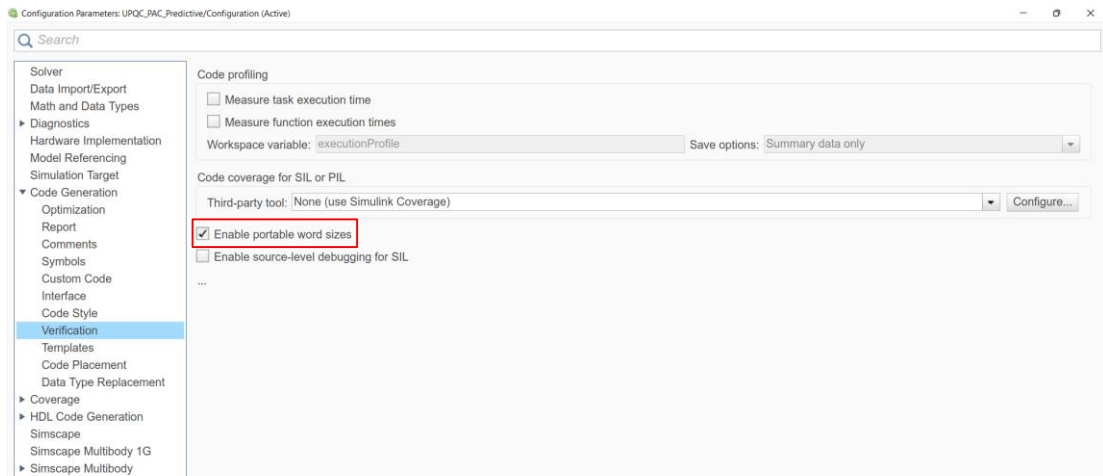 Configuration Parameters: UPQC_PAC_Predictive/Configuration (Active)
Search
Solver
Data Import/Export
Math and Data Types
Diagnostics
Hardware Implementation
Model Referencing
Simulation Target
Code Generation
Optimization
Report
Comments
Symbols
Custom Code
Interface
Code Style
Verification
Templates
Code Placement
Data Type Replacement
Coverage
HDL Code Generation
Simscape
Simscape Multibody 1G
Simscape Multibody
Code profiling
Measure task execution time
Measure function execution times
Workspace variable: executionProfile Save options: Summary data only
Code coverage for SIL or PIL
Third-party tool: None (use Simulink Coverage) Configure...
Enable portable word sizes
Enable source-level debugging for SIL
...